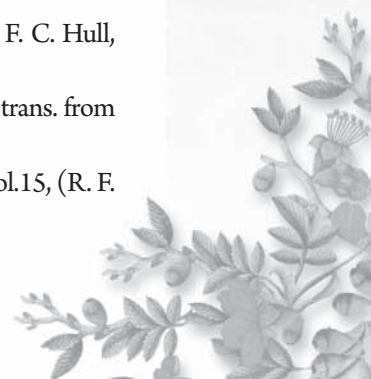 F. C. Hull,
trans. from
ol.15, (R. F.